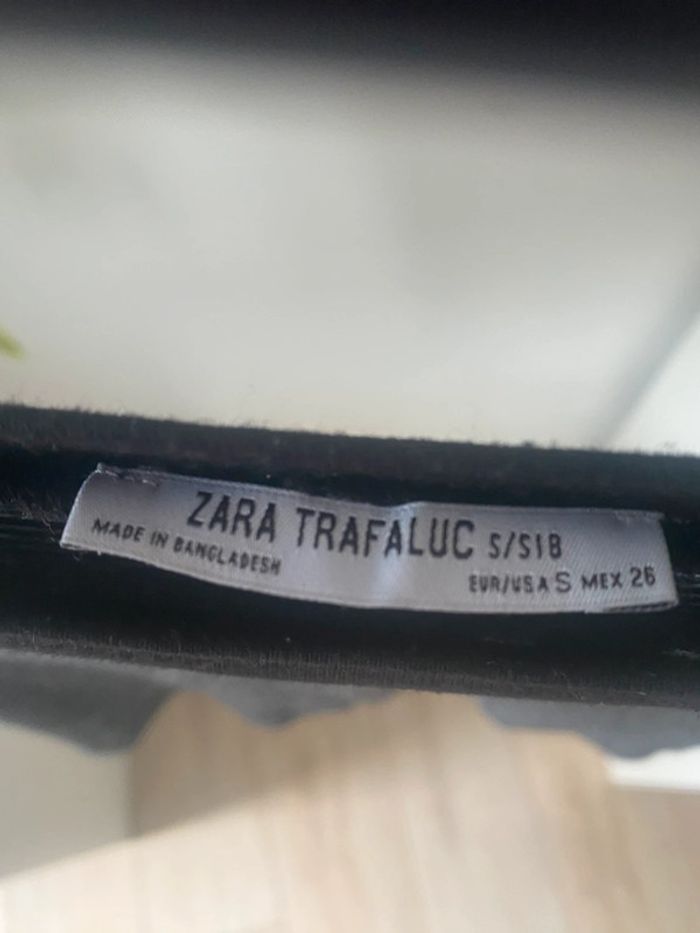 ZARA TRAFALUC S/S18
MADE IN BANGLADESH
EUR/USA S MEX 26